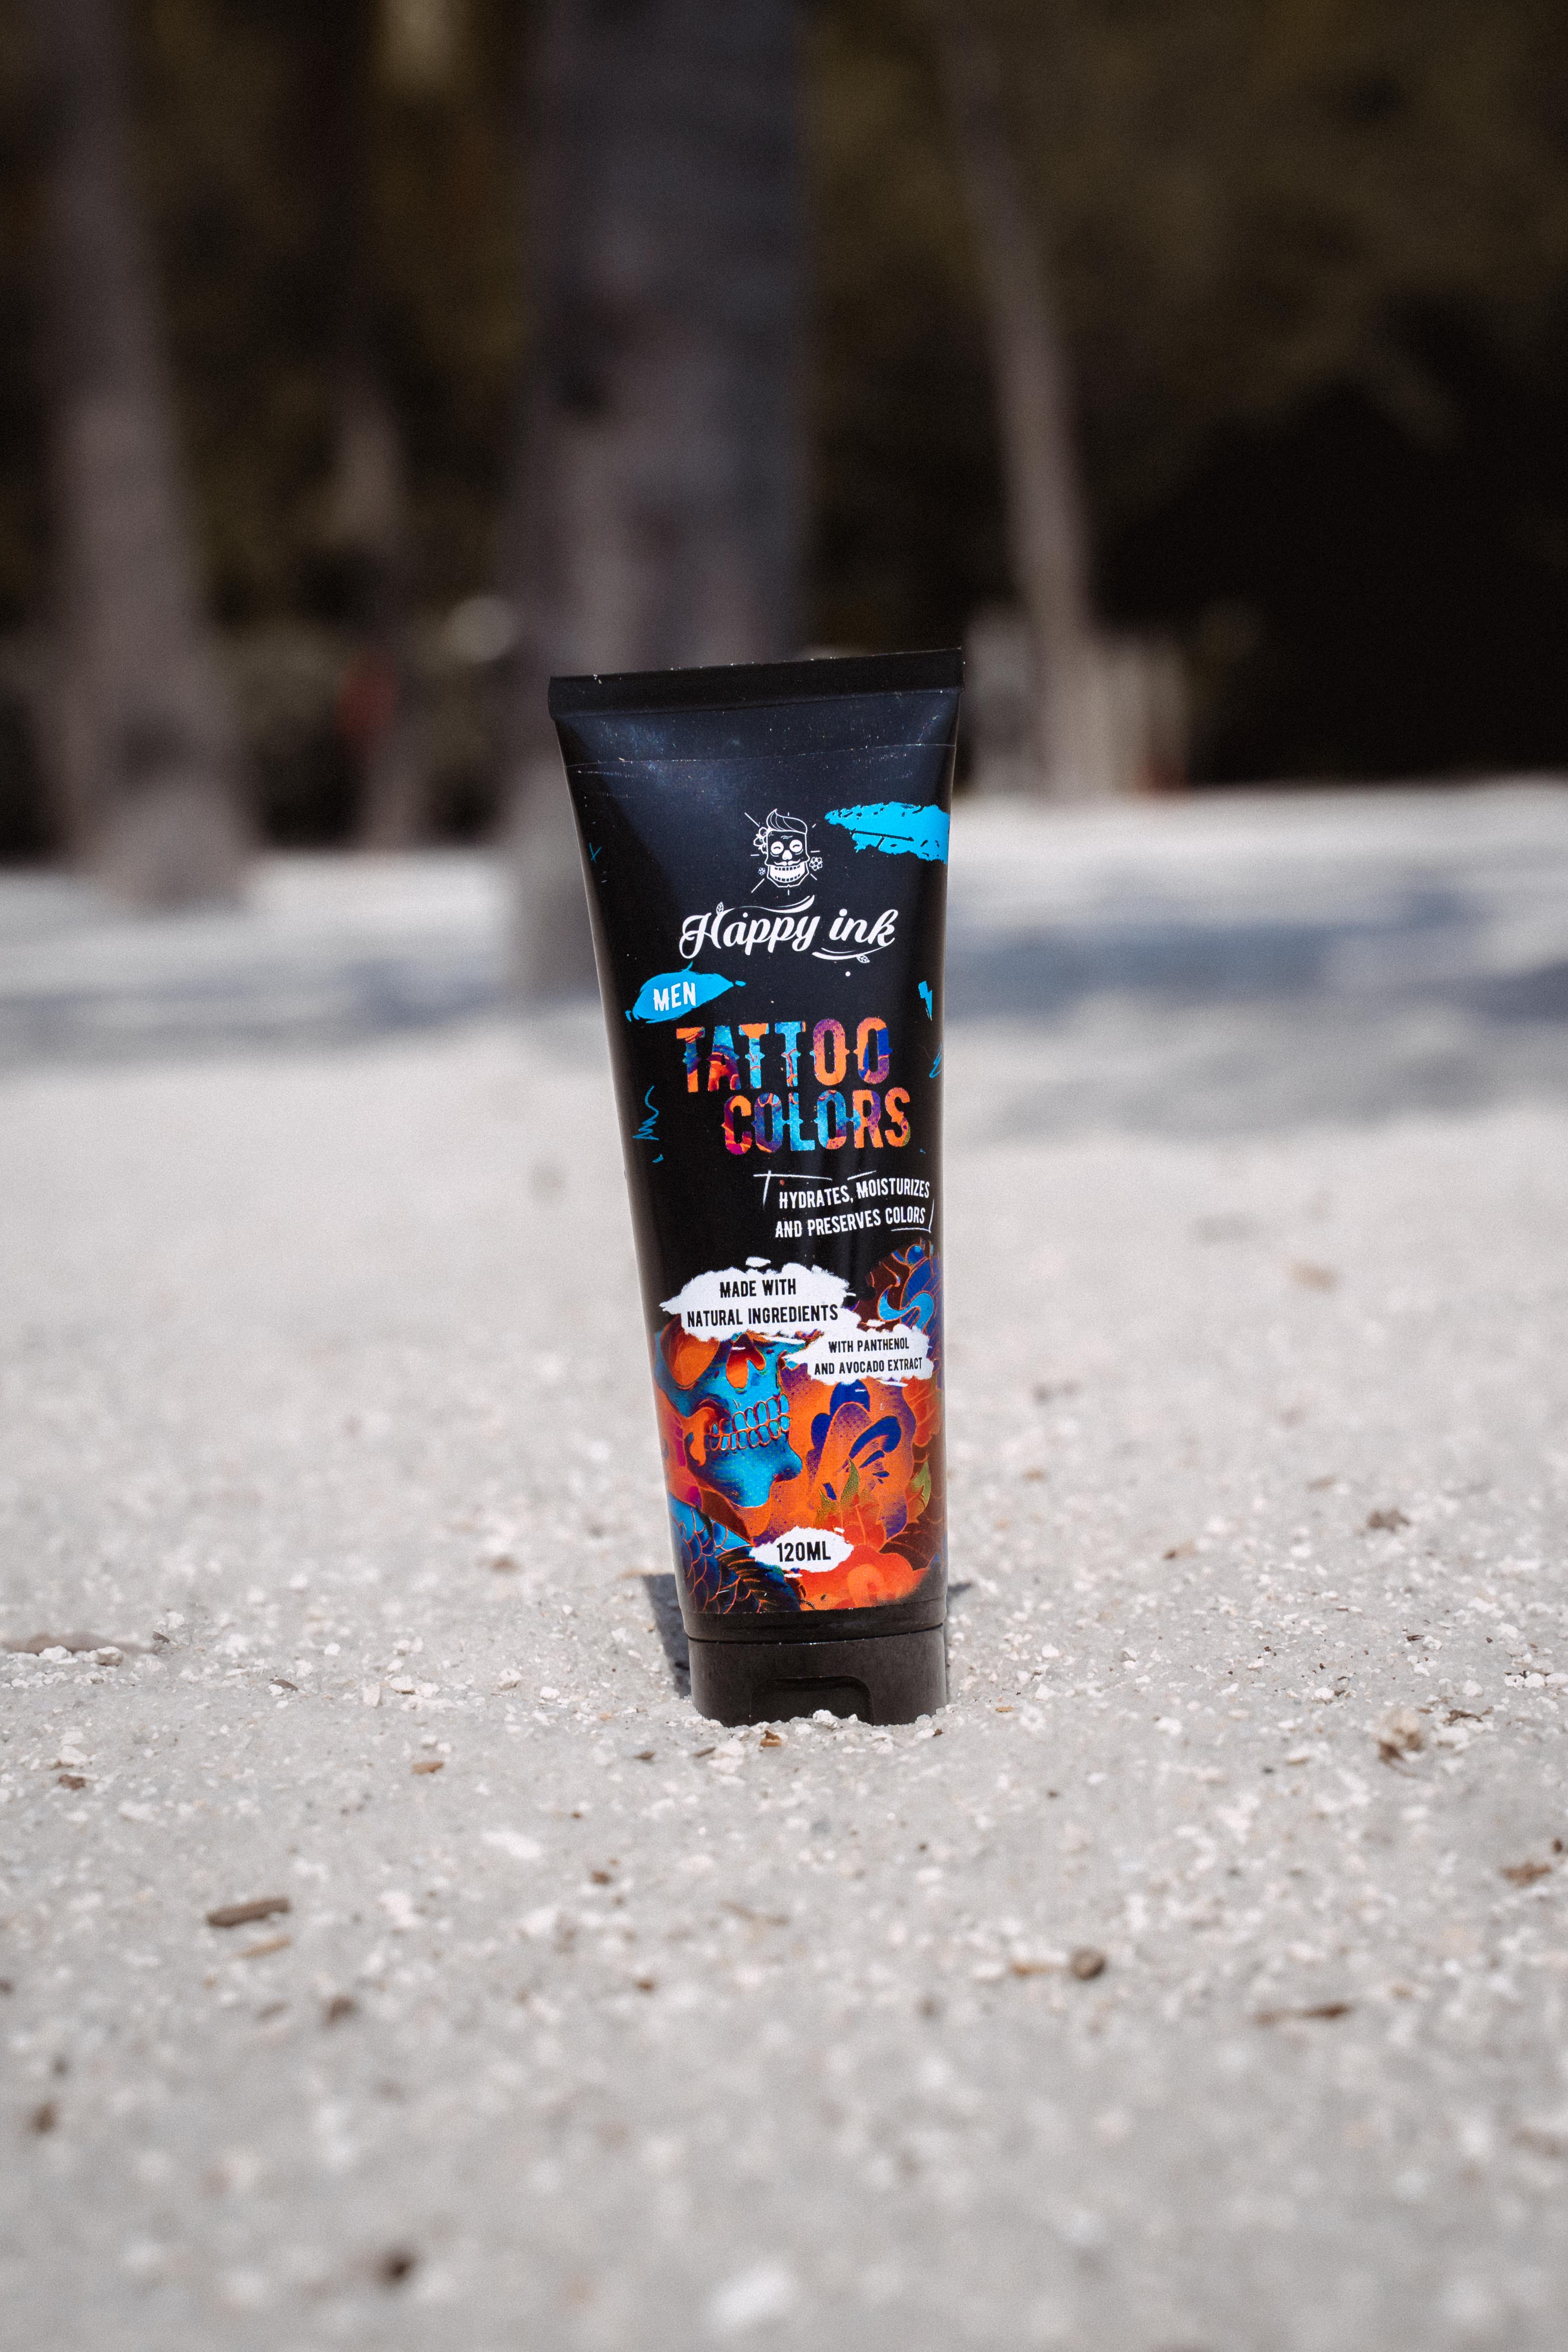 Happy ink
MEN
TATTOO
COLORS
HYDRATES, MOISTURIZES
AND PRESERVES COLORS
MADE WITH
NATURAL INGREDIENTS
WITH PANTHENOL
AND AVOCADO EXTRACT
120ML